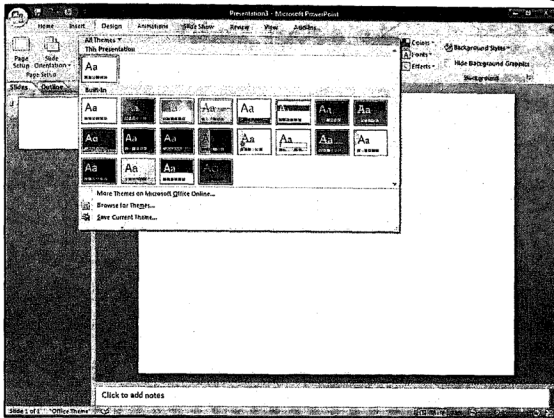 Presentation3 - Microsoft PowerPoint
Home Insert Design Animations Slide Show Review View Add-Ins
All Themes
This Presentation
Aa
Built-In
Aa Aa Aa Aa Aa Aa Aa Aa
Aa Aa Aa Aa Aa Aa Aa Aa
Aa Aa Aa Aa
More Themes on Microsoft Office Online...
Browse for Themes...
Save Current Theme...
Page Setup
Slide Orientation
Page Setup
Colors
Fonts
Effects
Background Styles
Hide Background Graphics
Background
Slides Outline
Click to add notes
Slide 1 of 1 "Office Theme"